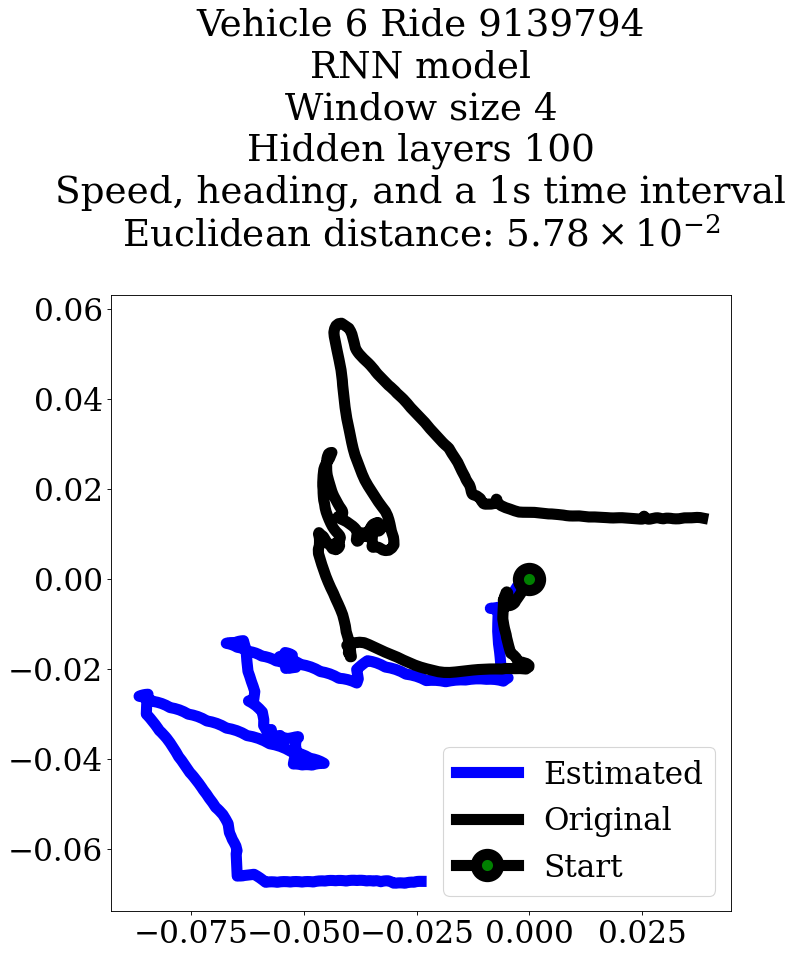 Vehicle 6 Ride 9139794
RNN model
Window size 4
Hidden layers 100
Speed, heading, and a 1s time interval
Euclidean distance: 5.78 × 10⁻²
0.06
0.04
0.02
0.00
−0.02
−0.04
−0.06
Estimated
Original
Start
−0.075 −0.050 −0.025 0.000 0.025